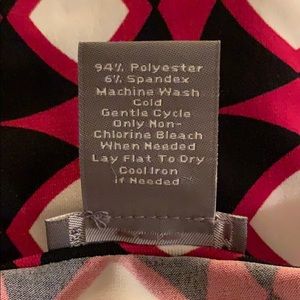 94% Polyester
6% Spandex
Machine Wash
Cold
Gentle Cycle
Only Non-
Chlorine Bleach
When Needed
Lay Flat To Dry
Cool Iron
if Needed